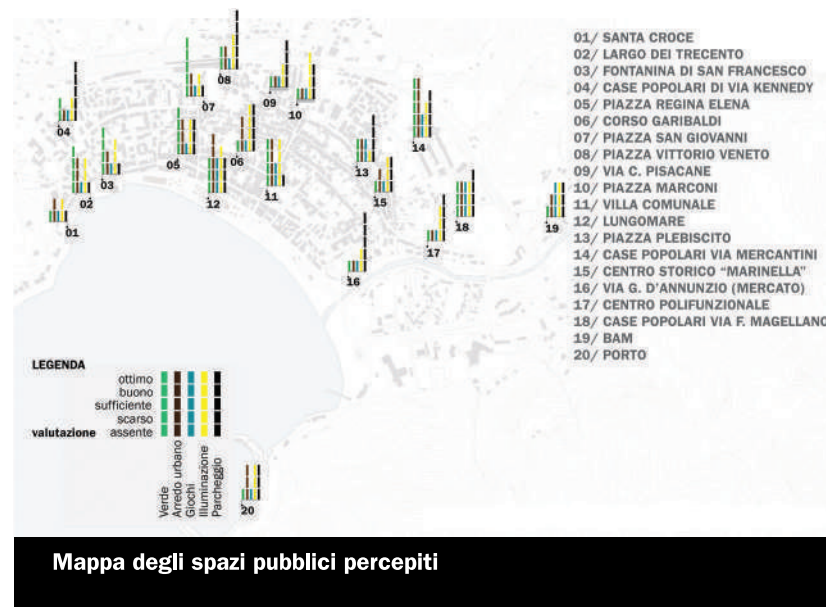 01/ SANTA CROCE
02/ LARGO DEI TRECENTO
03/ FONTANINA DI SAN FRANCESCO
04/ CASE POPOLARI DI VIA KENNEDY
05/ PIAZZA REGINA ELENA
06/ CORSO GARIBALDI
07/ PIAZZA SAN GIOVANNI
08/ PIAZZA VITTORIO VENETO
09/ VIA C. PISACANE
10/ PIAZZA MARCONI
11/ VILLA COMUNALE
12/ LUNGOMARE
13/ PIAZZA PLEBISCITO
14/ CASE POPOLARI VIA MERCANTINI
15/ CENTRO STORICO “MARINELLA”
16/ VIA G. D'ANNUNZIO (MERCATO)
17/ CENTRO POLIFUNZIONALE
18/ CASE POPOLARI VIA F. MAGELLANO
19/ BAM
20/ PORTO
08
07
09
10
04
05
06
14
03
13
02
12
11
15
01
18
19
17
16
LEGENDA
ottimo
buono
sufficiente
scarso
valutazione assente
Verde
Arredo urbano
Giochi
Illuminazione
Parcheggio
20
Mappa degli spazi pubblici percepiti